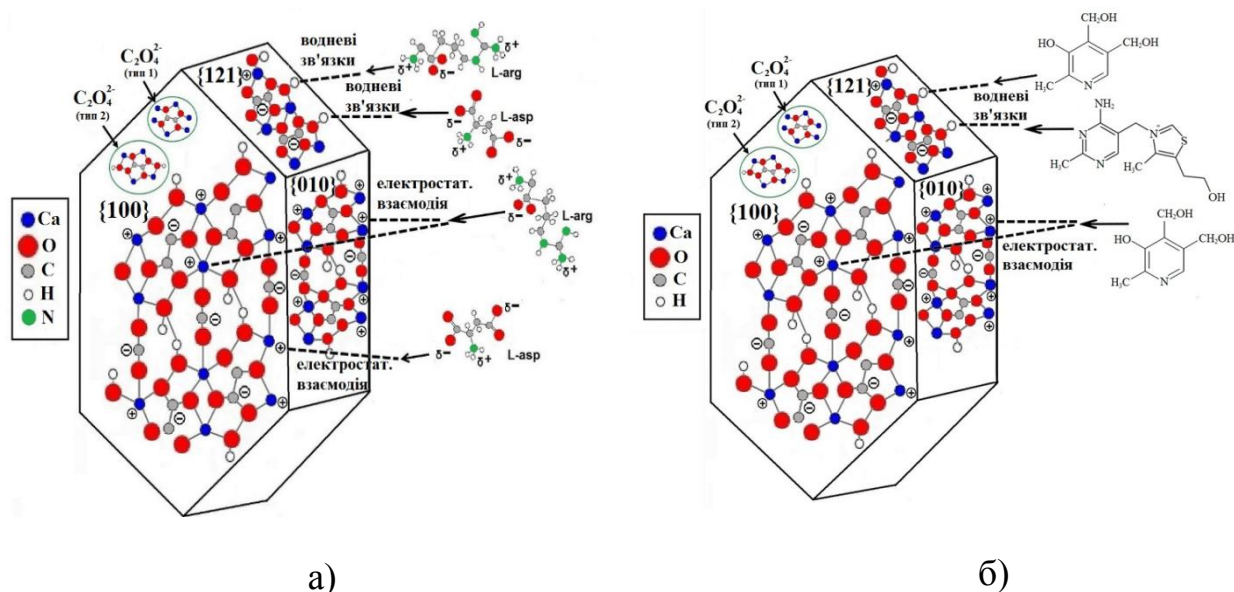 водневі
зв'язки
L-arg
δ+
δ−
δ+
{121}
водневі
зв'язки
L-asp
δ−
δ+
δ−
C₂O₄²⁻
(тип 1)
C₂O₄²⁻
(тип 2)
{100}
{010}
електростат.
взаємодія
δ+
δ−
L-arg
δ+
Ca
O
C
H
N
електростат.
взаємодія
δ−
δ−
δ+
L-asp
а)
CH₂OH
HO
CH₂OH
H₃C
N
{121}
водневі
зв'язки
NH₂
N
N
H₃C
N
+
S
CH₃
OH
C₂O₄²⁻
(тип 1)
C₂O₄²⁻
(тип 2)
{100}
{010}
електростат.
взаємодія
CH₂OH
HO
CH₂OH
H₃C
N
Ca
O
C
H
б)